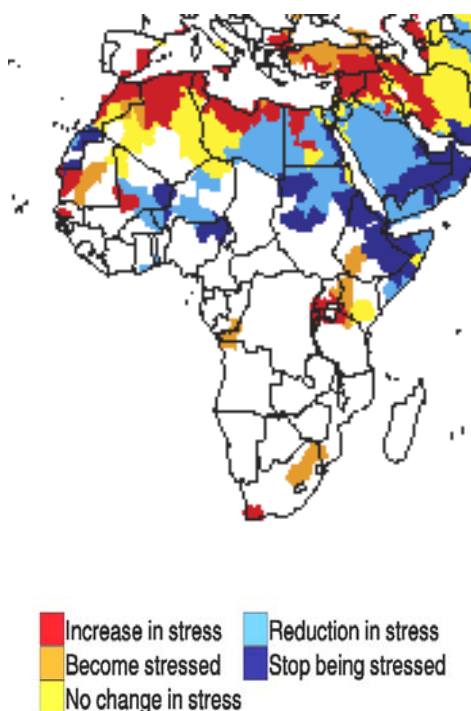 Increase in stress
Become stressed
No change in stress
Reduction in stress
Stop being stressed